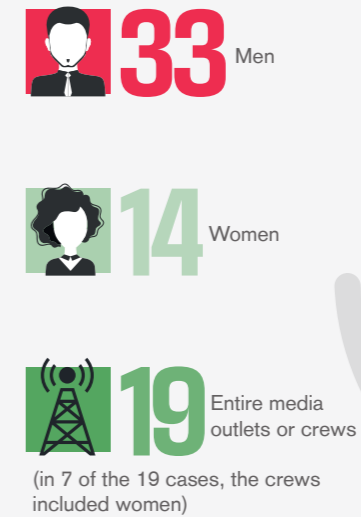 33 Men
14 Women
19 Entire media
outlets or crews
(in 7 of the 19 cases, the crews
included women)